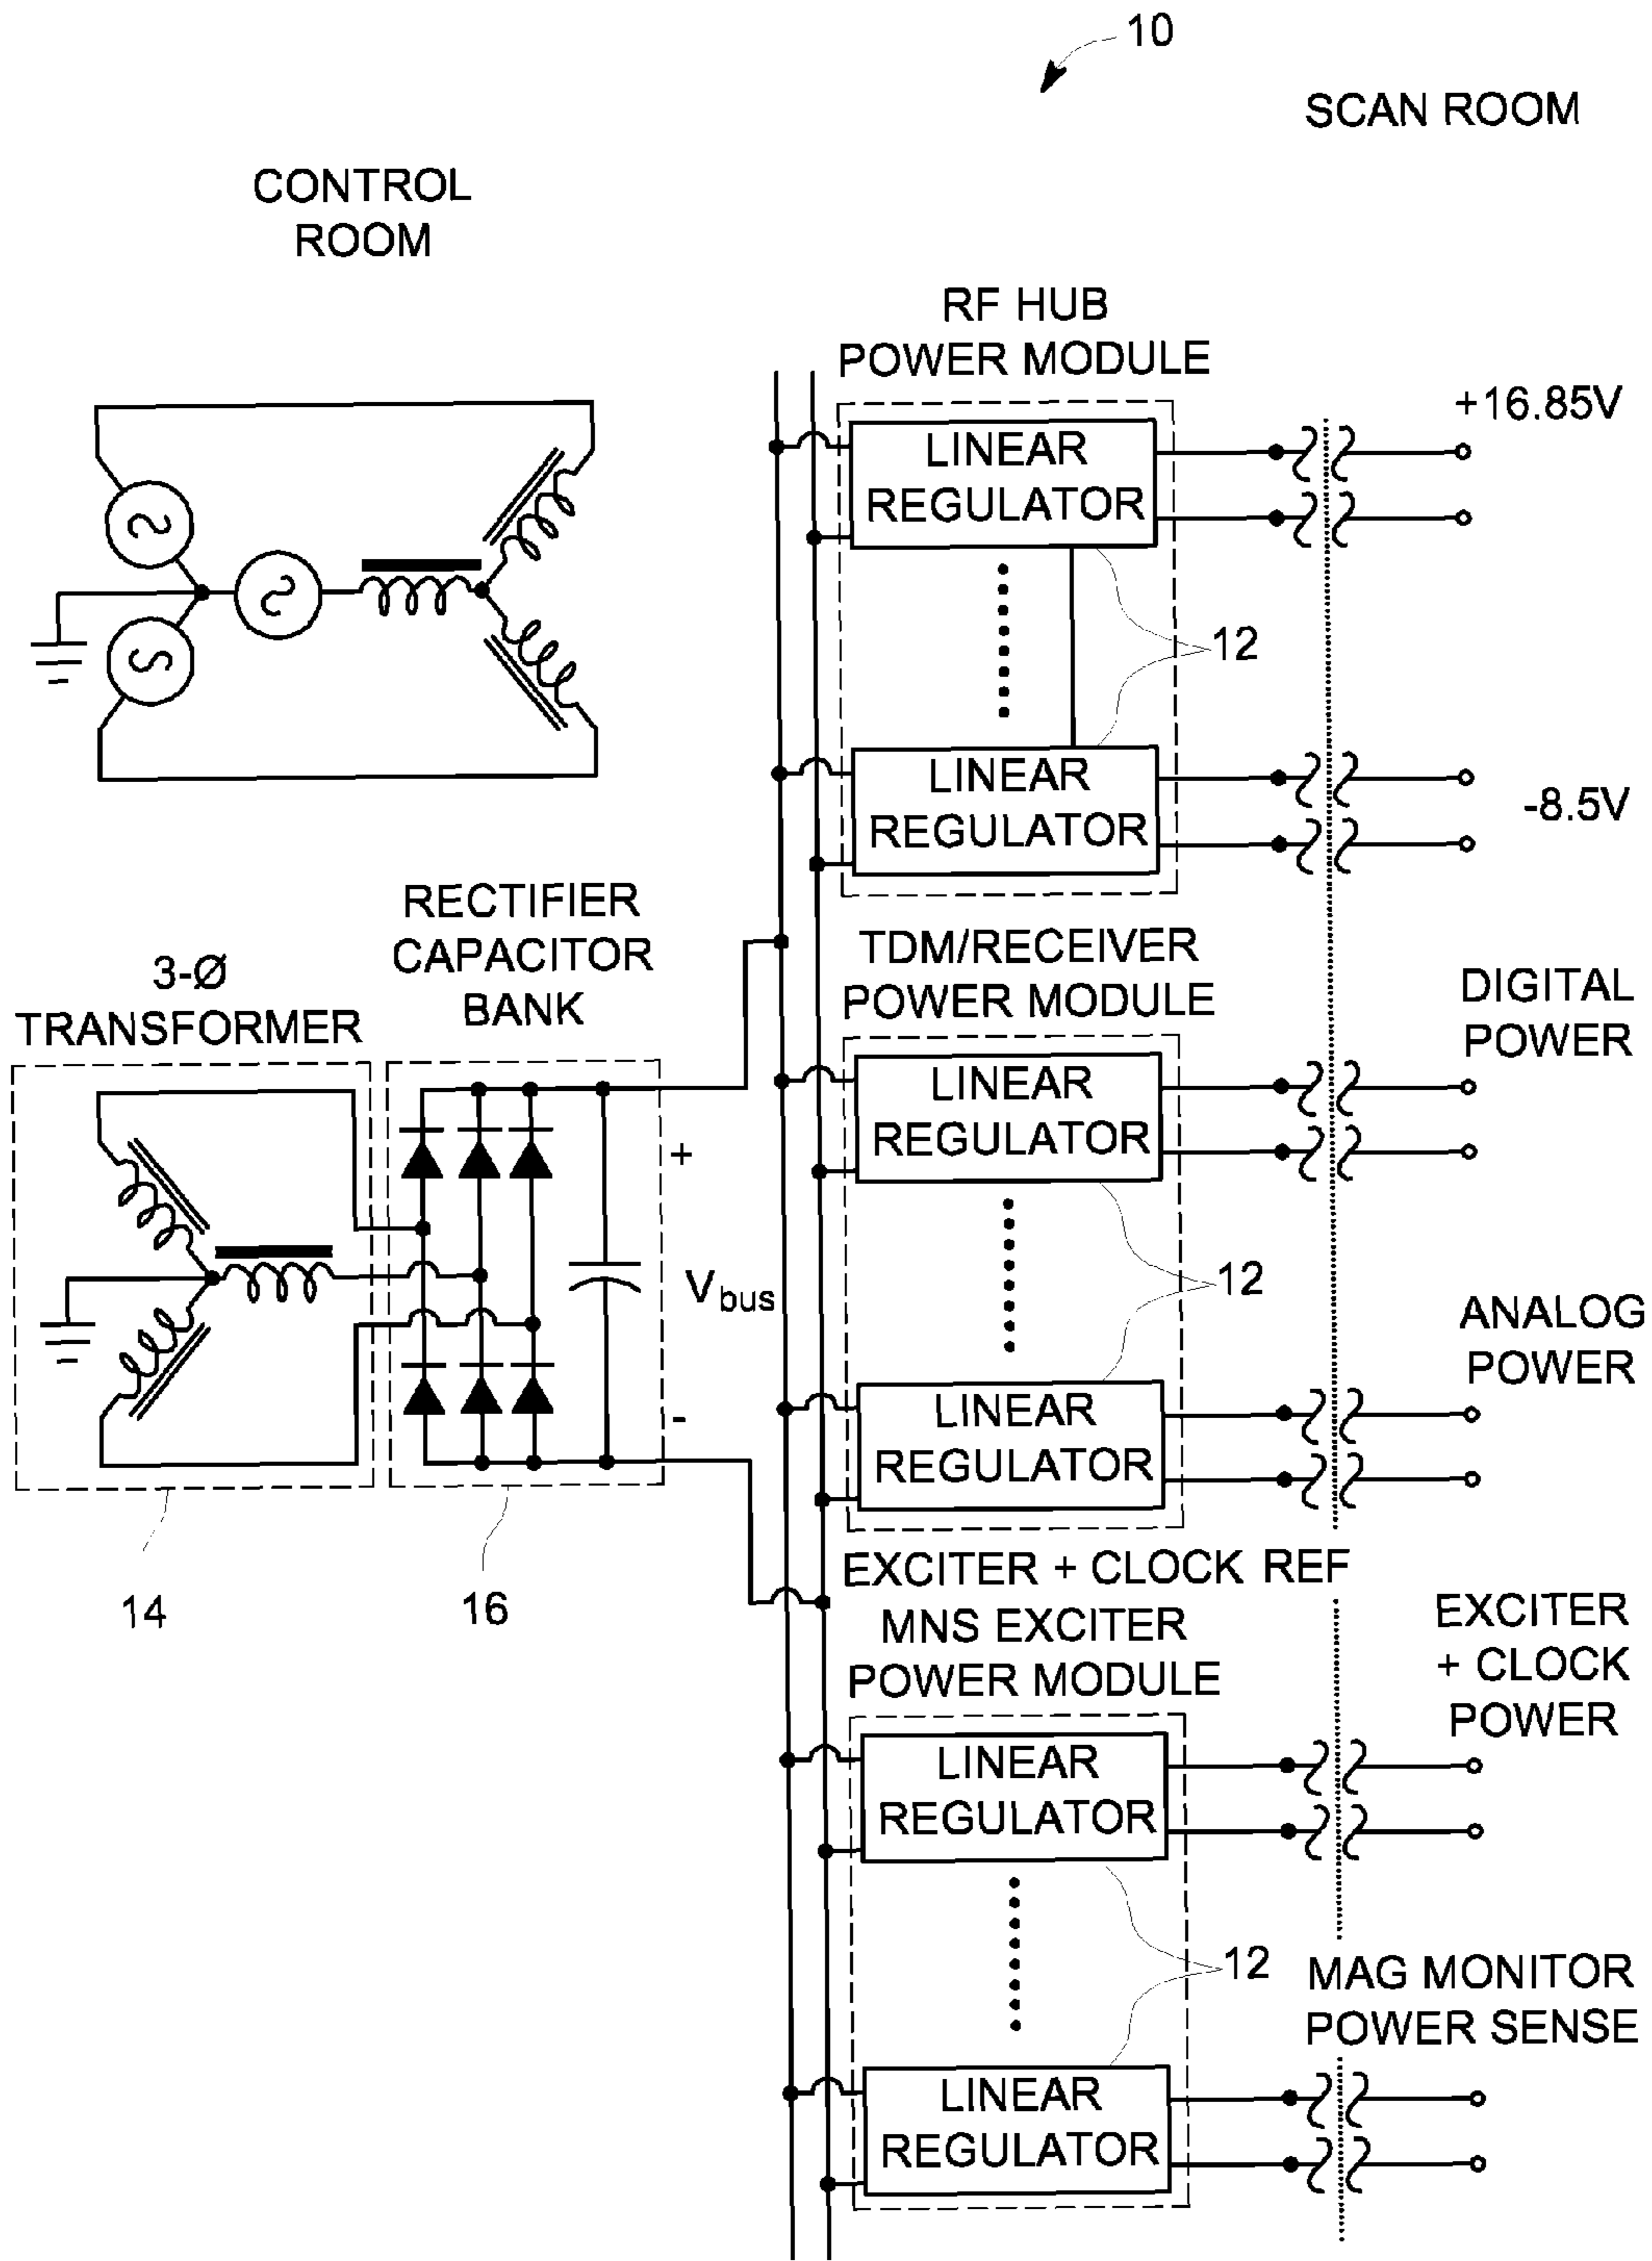 10
SCAN ROOM
CONTROL
ROOM
RF HUB
POWER MODULE
+16.85V
LINEAR
REGULATOR
12
LINEAR
REGULATOR
-8.5V
RECTIFIER
CAPACITOR
BANK
3-Ø
TRANSFORMER
TDM/RECEIVER
POWER MODULE
DIGITAL
POWER
LINEAR
REGULATOR
+
Vbus
-
12
ANALOG
POWER
LINEAR
REGULATOR
14
16
EXCITER + CLOCK REF
MNS EXCITER
POWER MODULE
EXCITER
+ CLOCK
POWER
LINEAR
REGULATOR
12
MAG MONITOR
POWER SENSE
LINEAR
REGULATOR